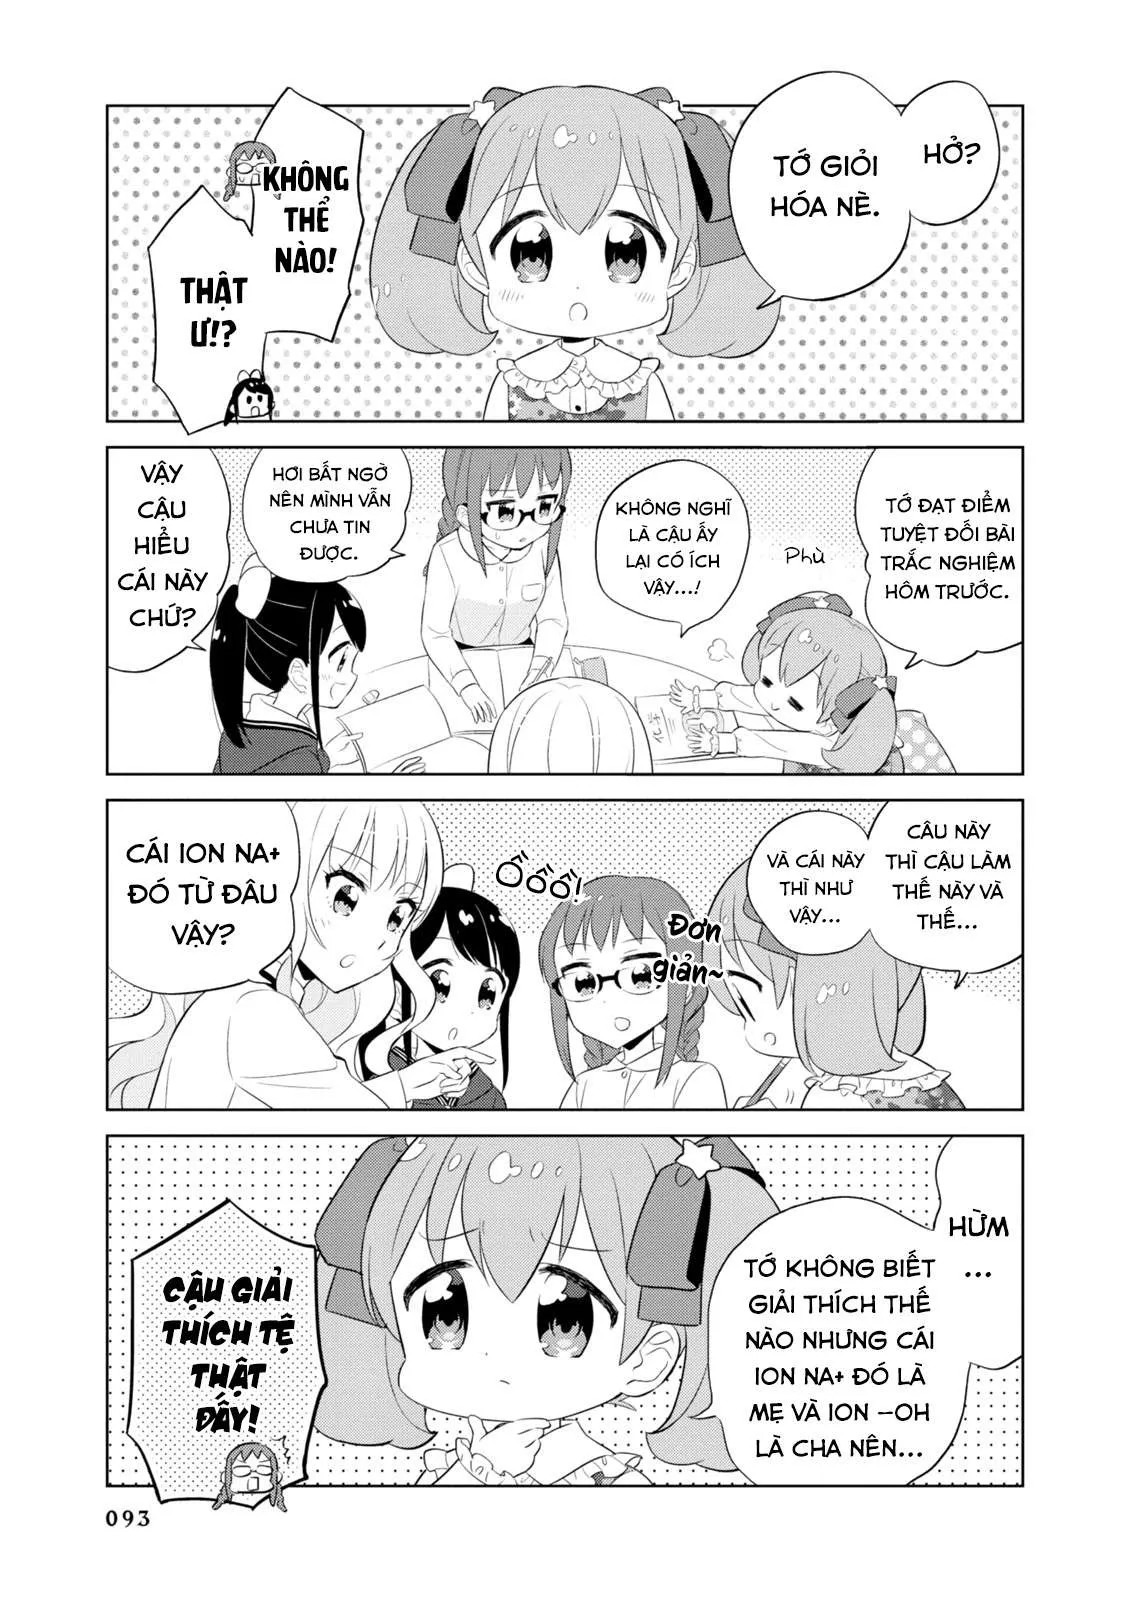 HỞ?
TỚ GIỎI
HÓA NÈ.
KHÔNG
THỂ
NÀO!
THẬT
Ư!?
TỚ ĐẠT ĐIỂM
TUYỆT ĐỐI BÀI
TRẮC NGHIỆM
HÔM TRƯỚC.
Phù
KHÔNG NGHĨ
LÀ CẬU ẤY
LẠI CÓ ÍCH
VẬY...!
HƠI BẤT NGỜ
NÊN MÌNH VẪN
CHƯA TIN
ĐƯỢC.
VẬY
CẬU
HIỂU
CÁI NÀY
CHỨ?
化学
CÂU NÀY
THÌ CẬU LÀM
THẾ NÀY VÀ
THẾ...
VÀ CÁI NÀY
THÌ NHƯ
VẬY...
Đơn
giản~
Ồồồồ!
CÁI ION NA+
ĐÓ TỪ ĐÂU
VẬY?
HỪM
...
TỚ KHÔNG BIẾT
GIẢI THÍCH THẾ
NÀO NHƯNG CÁI
ION NA+ ĐÓ LÀ
MẸ VÀ ION –OH
LÀ CHA NÊN...
CẬU GIẢI
THÍCH TỆ
THẬT
ĐẤY!
093